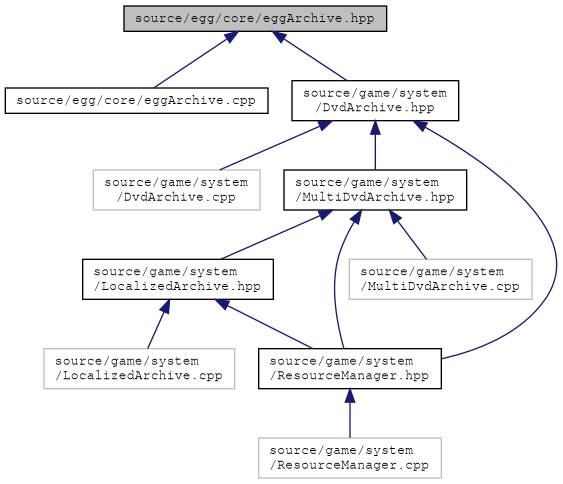 source/egg/core/eggArchive.hpp
source/egg/core/eggArchive.cpp
source/game/system
/DvdArchive.hpp
source/game/system
/DvdArchive.cpp
source/game/system
/MultiDvdArchive.hpp
source/game/system
/LocalizedArchive.hpp
source/game/system
/MultiDvdArchive.cpp
source/game/system
/LocalizedArchive.cpp
source/game/system
/ResourceManager.hpp
source/game/system
/ResourceManager.cpp